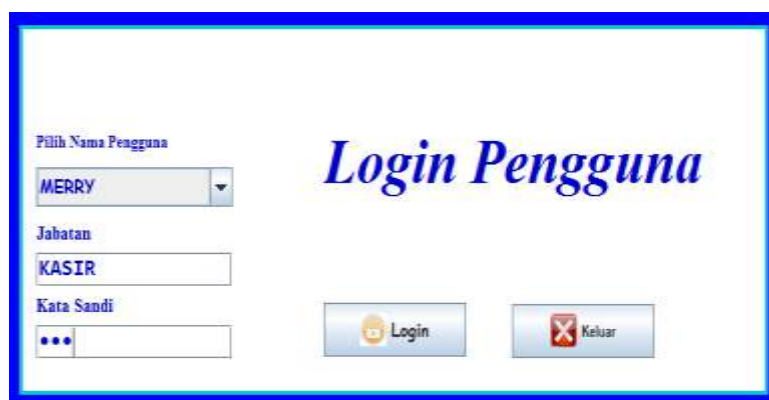 Pilih Nama Pengguna
MERRY
Jabatan
KASIR
Kata Sandi
•••
Login Pengguna
Login
Keluar